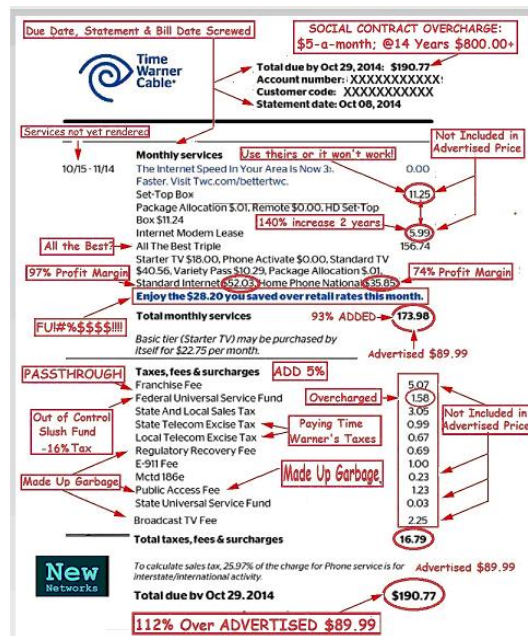 Due Date, Statement & Bill Date Screwed
SOCIAL CONTRACT OVERCHARGE:
$5-a-month; @14 Years $800.00+
Time
Warner
Cable®
Total due by Oct 29, 2014: $190.77
Account number: XXXXXXXXXXX
Customer code: XXXXXXXXXXX
Statement date: Oct 08, 2014
Services not yet rendered
Not Included in
Advertised Price
Use theirs or it won't work!
10/15 - 11/14
Monthly services
The Internet Speed In Your Area Is Now 3x 0.00
Faster. Visit Twc.com/bettertwc.
Set-Top Box 11.25
Package Allocation $.01, Remote $0.00, HD Set-Top
Box $11.24
140% increase 2 years
Internet Modem Lease 5.99
All the Best?
All The Best Triple 156.74
Starter TV $18.00, Phone Activate $0.00, Standard TV
$40.56, Variety Pass $10.29, Package Allocation $.01,
97% Profit Margin
74% Profit Margin
Standard Internet $52.03, Home Phone National $35.85
Enjoy the $28.20 you saved over retail rates this month.
FU!#%$$$$!!!!
Total monthly services 93% ADDED 173.98
Basic tier (Starter TV) may be purchased by
itself for $22.75 per month.
Advertised $89.99
PASSTHROUGH
Taxes, fees & surcharges ADD 5%
Franchise Fee 5.07
Federal Universal Service Fund Overcharged 1.58
State And Local Sales Tax 3.05
Out of Control
Slush Fund
-16% Tax
State Telecom Excise Tax 0.99
Local Telecom Excise Tax 0.67
Paying Time
Warner's Taxes
Not Included in
Advertised Price
Regulatory Recovery Fee 0.69
E-911 Fee 1.00
Mctd 186e 0.23
Made Up Garbage
Made Up Garbage
Public Access Fee 1.23
State Universal Service Fund 0.03
Broadcast TV Fee 2.25
Total taxes, fees & surcharges 16.79
New
Networks
To calculate sales tax, 25.97% of the charge for Phone service is for
interstate/international activity.
Advertised $89.99
Total due by Oct 29, 2014 $190.77
112% Over ADVERTISED $89.99